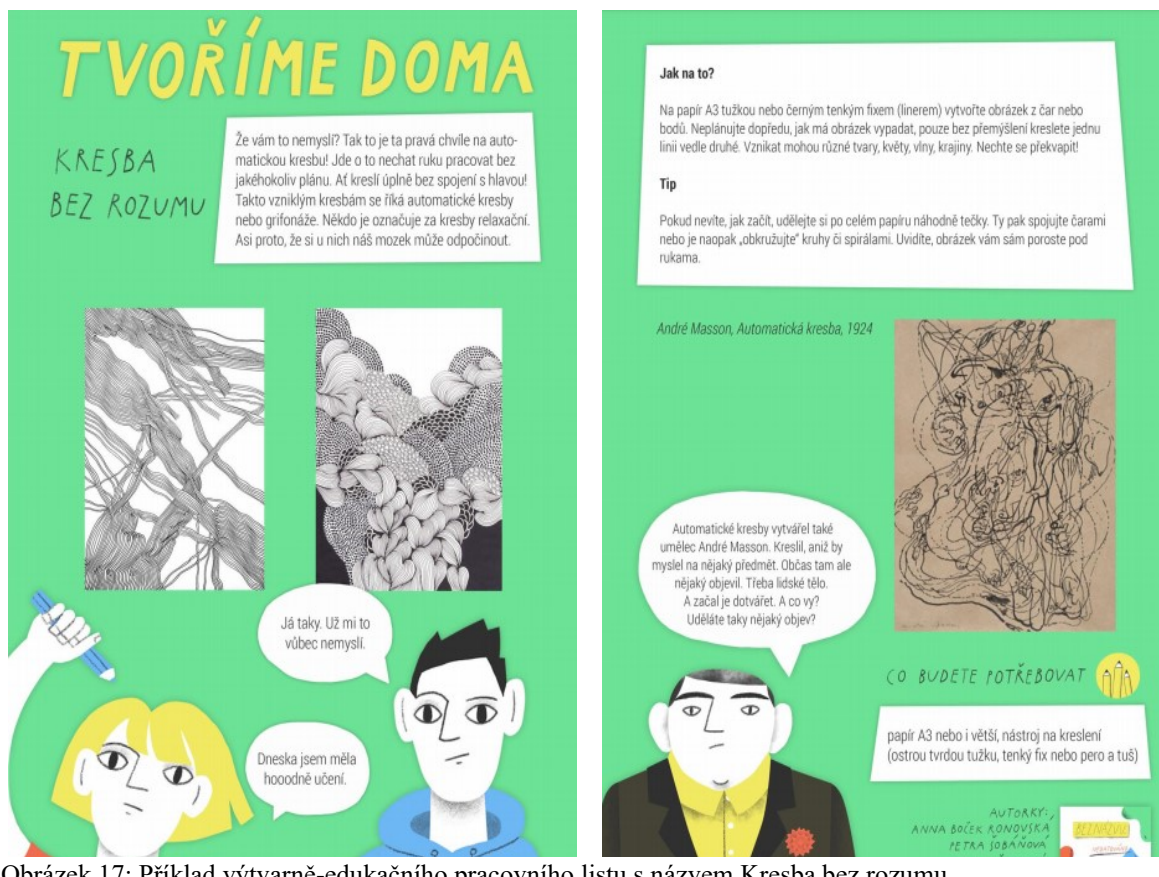 TVOŘÍME DOMA
KRESBA
BEZ ROZUMU
Že vám to nemyslí? Tak to je ta pravá chvíle na auto-
matickou kresbu! Jde o to nechat ruku pracovat bez
jakéhokoliv plánu. Ať kreslí úplně bez spojení s hlavou!
Takto vzniklým kresbám se říká automatické kresby
nebo grifonáže. Někdo je označuje za kresby relaxační.
Asi proto, že si u nich náš mozek může odpočinout.
Já taky. Už mi to
vůbec nemyslí.
Dneska jsem měla
hooodně učení.
Jak na to?
Na papír A3 tužkou nebo černým tenkým fixem (linerem) vytvořte obrázek z čar nebo
bodů. Neplánujte dopředu, jak má obrázek vypadat, pouze bez přemýšlení kreslete jednu
linii vedle druhé. Vznikat mohou různé tvary, květy, vlny, krajiny. Nechte se překvapit!
Tip
Pokud nevíte, jak začít, udělejte si po celém papíru náhodně tečky. Ty pak spojujte čarami
nebo je naopak „obkružujte“ kruhy či spirálami. Uvidíte, obrázek vám sám poroste pod
rukama.
André Masson, Automatická kresba, 1924
Automatické kresby vytvářel také
umělec André Masson. Kreslil, aniž by
myslel na nějaký předmět. Občas tam ale
nějaký objevil. Třeba lidské tělo.
A začal je dotvářet. A co vy?
Uděláte taky nějaký objev?
CO BUDETE POTŘEBOVAT
papír A3 nebo i větší, nástroj na kreslení
(ostrou tvrdou tužku, tenký fix nebo pero a tuš)
AUTORKY:
ANNA BOČEK RONOVSKÁ
PETRA ŠOBÁŇOVÁ
Obrázek 17: Příklad výtvarně-edukačního pracovního listu s názvem Kresba bez rozumu